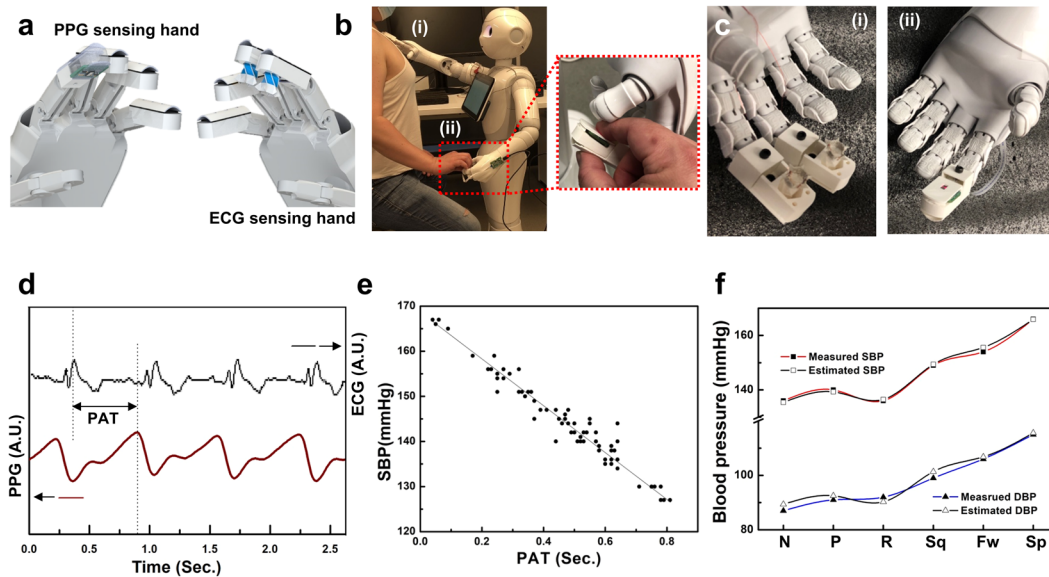 a
PPG sensing hand
ECG sensing hand
b
(i)
(ii)
c
(i)
(ii)
d
ECG (A.U.)
PAT
PPG (A.U.)
0.0 0.5 1.0 1.5 2.0 2.5
Time (Sec.)
e
170
160
150
140
130
120
SBP(mmHg)
0.0 0.2 0.4 0.6 0.8
PAT (Sec.)
f
Blood pressure (mmHg)
160
140
100
80
Measured SBP
Estimated SBP
Measrued DBP
Estimated DBP
N P R Sq Fw Sp